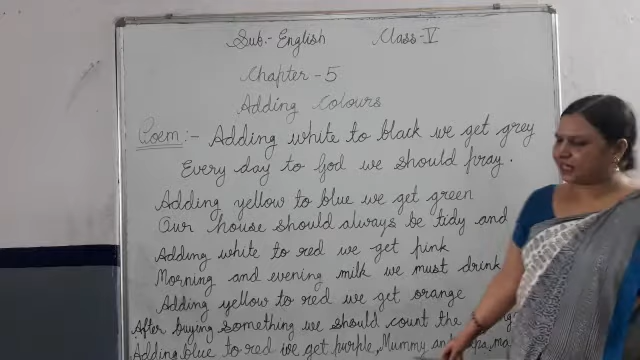 Sub.- English Class-V
Chapter - 5
Adding Colours
Poem :- Adding white to black we get grey
Every day to God we should pray.
Adding yellow to blue we get green
Our house should always be tidy and
Adding white to red we get pink
Morning and evening milk we must drink
Adding yellow to red we get orange
After buying something we should count the
Adding blue to red we get purple, Mummy and